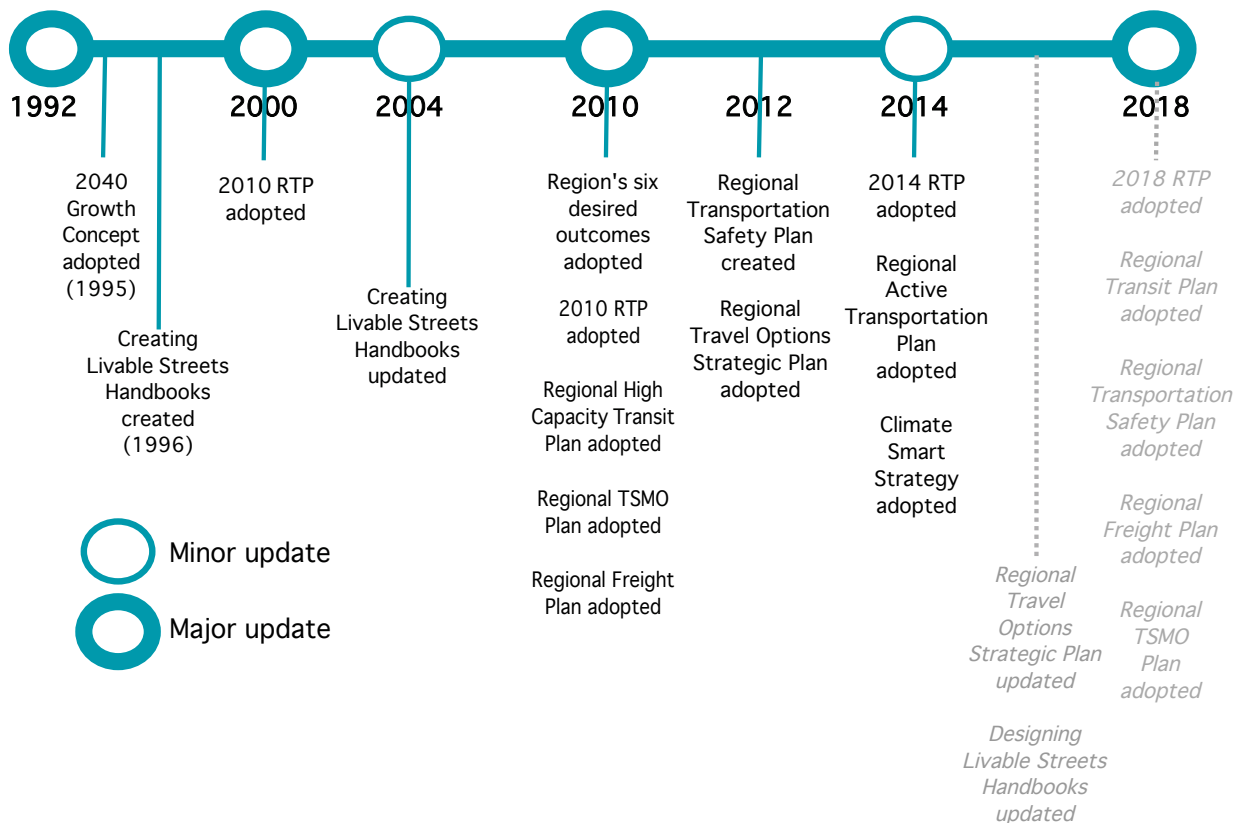 1992
2000
2004
2010
2012
2014
2018
2040
Growth
Concept
adopted
(1995)
Creating
Livable Streets
Handbooks
created
(1996)
2010 RTP
adopted
Creating
Livable Streets
Handbooks
updated
Region's six
desired
outcomes
adopted
2010 RTP
adopted
Regional High
Capacity Transit
Plan adopted
Regional TSMO
Plan adopted
Regional Freight
Plan adopted
Regional
Transportation
Safety Plan
created
Regional
Travel Options
Strategic Plan
adopted
2014 RTP
adopted
Regional
Active
Transportation
Plan
adopted
Climate
Smart
Strategy
adopted
Regional
Travel
Options
Strategic Plan
updated
Designing
Livable Streets
Handbooks
updated
2018 RTP
adopted
Regional
Transit Plan
adopted
Regional
Transportation
Safety Plan
adopted
Regional
Freight Plan
adopted
Regional
TSMO
Plan
adopted
Minor update
Major update